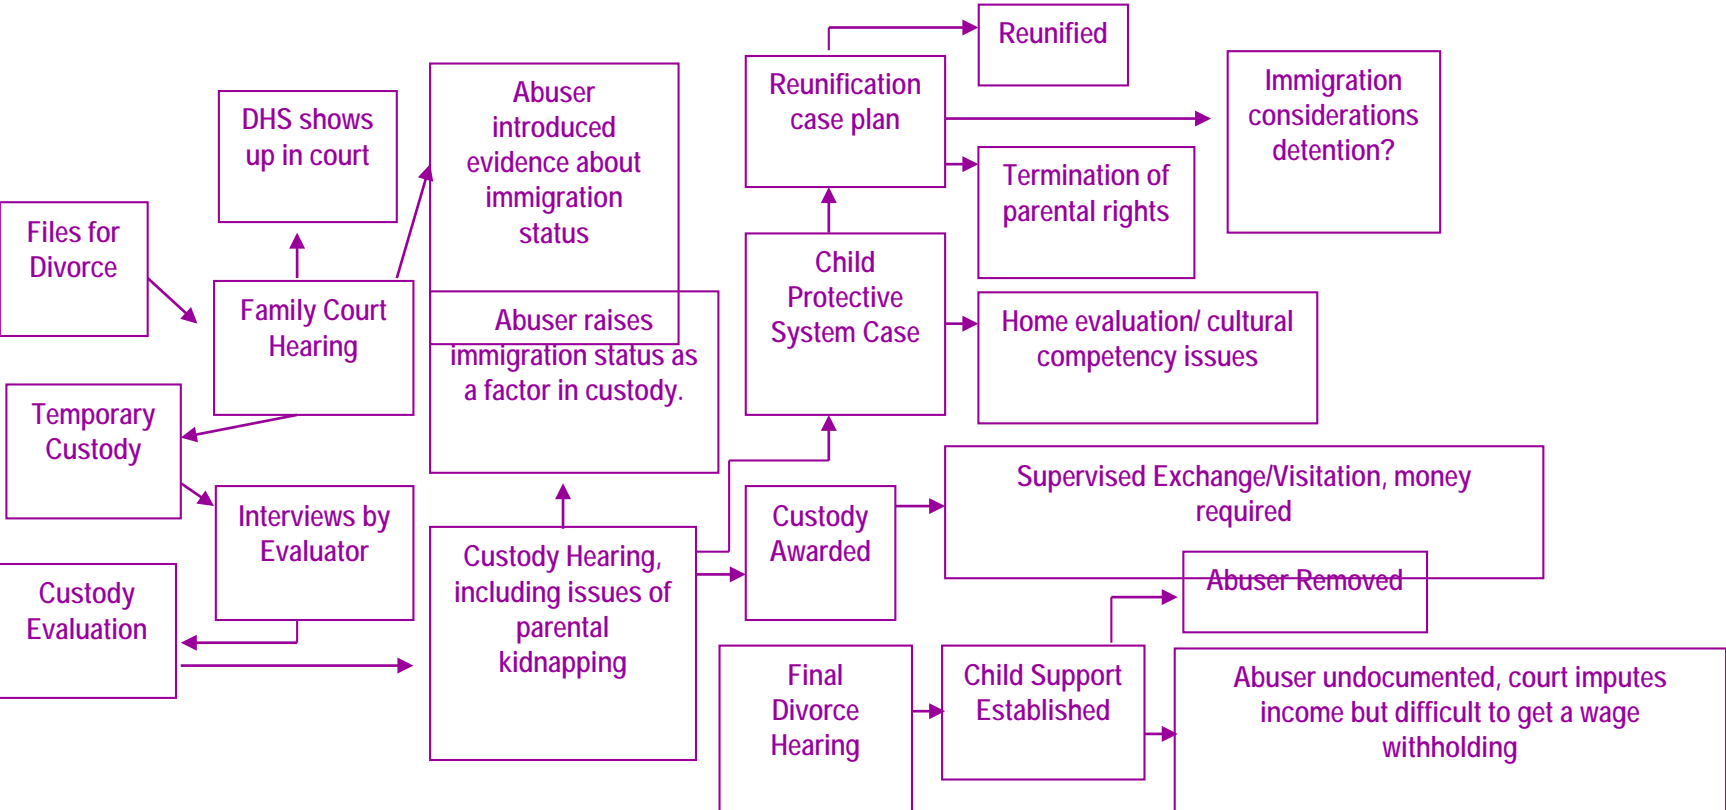 Files for
Divorce
DHS shows
up in court
Family Court
Hearing
Temporary
Custody
Interviews by
Evaluator
Custody
Evaluation
Abuser
introduced
evidence about
immigration
status
Abuser raises
immigration status as
a factor in custody.
Custody Hearing,
including issues of
parental
kidnapping
Reunified
Reunification
case plan
Immigration
considerations
detention?
Termination of
parental rights
Child
Protective
System Case
Home evaluation/ cultural
competency issues
Custody
Awarded
Supervised Exchange/Visitation, money
required
Abuser Removed
Final
Divorce
Hearing
Child Support
Established
Abuser undocumented, court imputes
income but difficult to get a wage
withholding